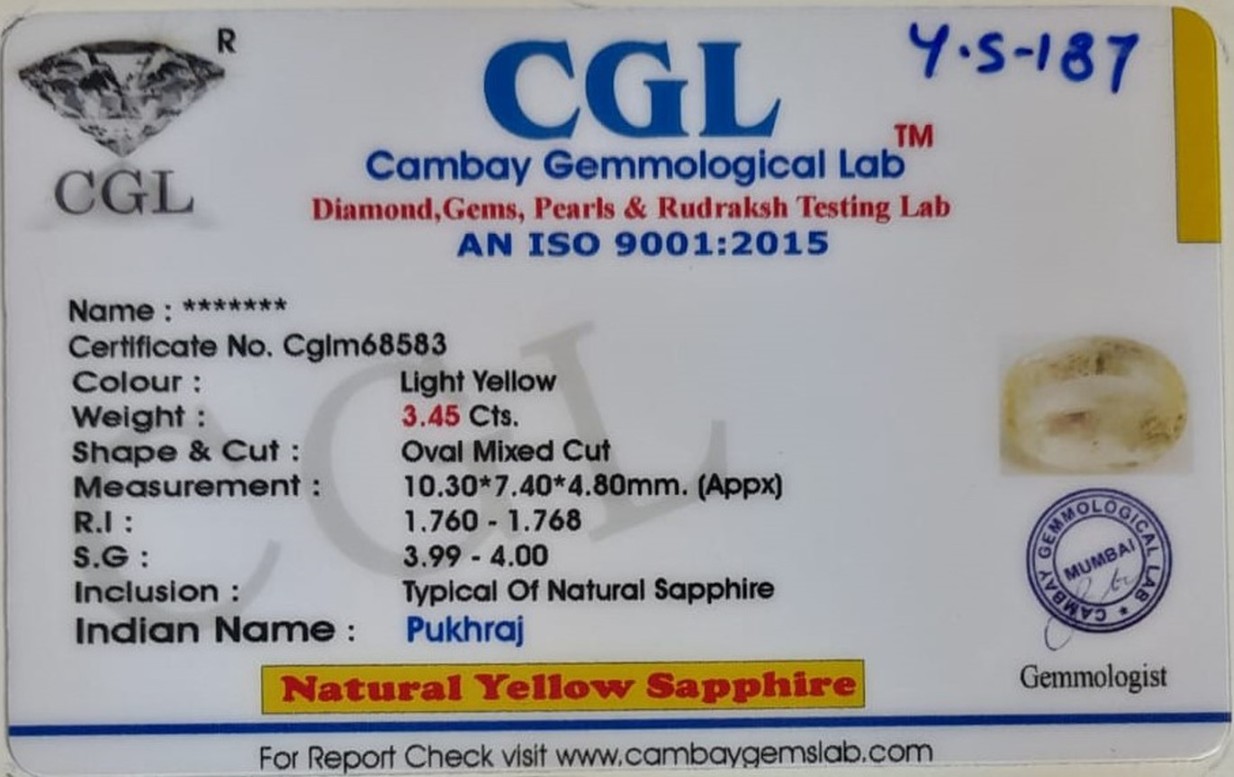 R
CGL
CGL
Y.S-187
TM
Cambay Gemmological Lab
Diamond,Gems, Pearls & Rudraksh Testing Lab
AN ISO 9001:2015
Name : *******
Certificate No. Cglm68583
Colour : Light Yellow
Weight : 3.45 Cts.
Shape & Cut : Oval Mixed Cut
Measurement : 10.30*7.40*4.80mm. (Appx)
R.I : 1.760 - 1.768
S.G : 3.99 - 4.00
Inclusion : Typical Of Natural Sapphire
Indian Name : Pukhraj
CGL
CAMBAY GEMMOLOGICAL LAB
MUMBAI
Gemmologist
Natural Yellow Sapphire
For Report Check visit www.cambaygemslab.com